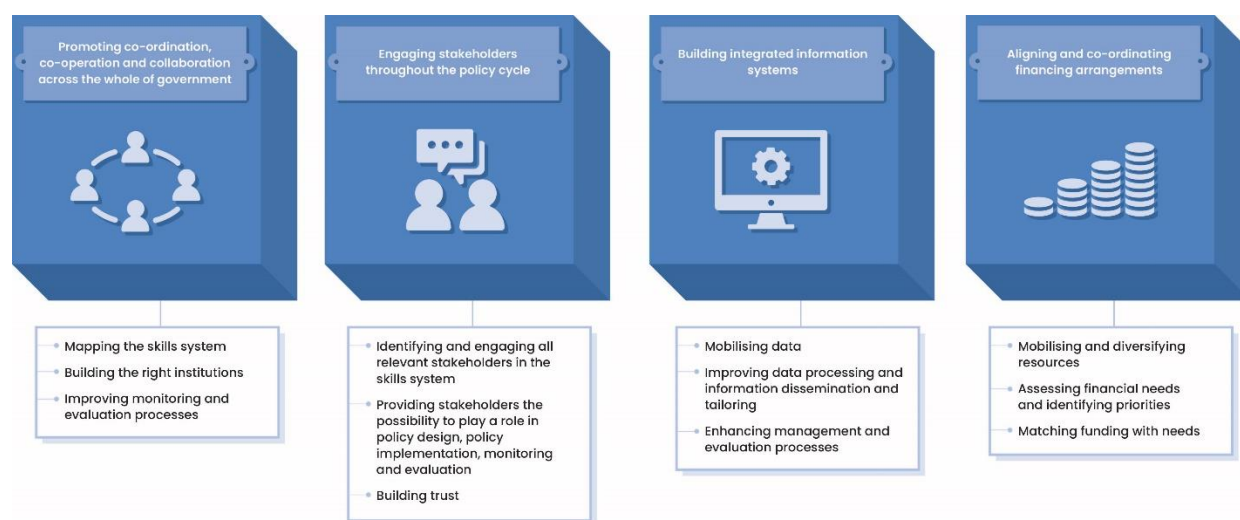 Promoting co-ordination,
co-operation and collaboration
across the whole of government
Mapping the skills system
Building the right institutions
Improving monitoring and
evaluation processes
Engaging stakeholders
throughout the policy cycle
Identifying and engaging all
relevant stakeholders in the
skills system
Providing stakeholders the
possibility to play a role in
policy design, policy
implementation, monitoring
and evaluation
Building trust
Building integrated information
systems
Mobilising data
Improving data processing and
information dissemination and
tailoring
Enhancing management and
evaluation processes
Aligning and co-ordinating
financing arrangements
Mobilising and diversifying
resources
Assessing financial needs
and identifying priorities
Matching funding with needs